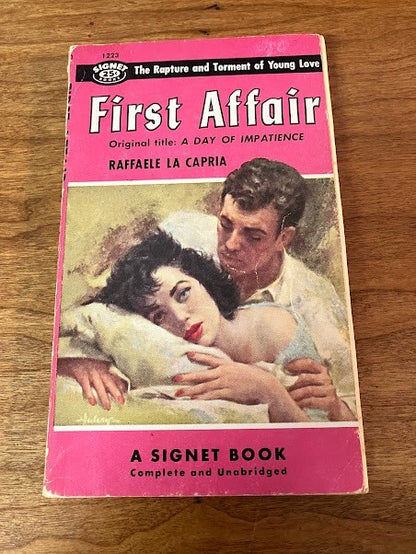 1223
SIGNET
25¢
BOOKS
The Rapture and Torment of Young Love
First Affair
Original title: A DAY OF IMPATIENCE
RAFFAELE LA CAPRIA
A SIGNET BOOK
Complete and Unabridged